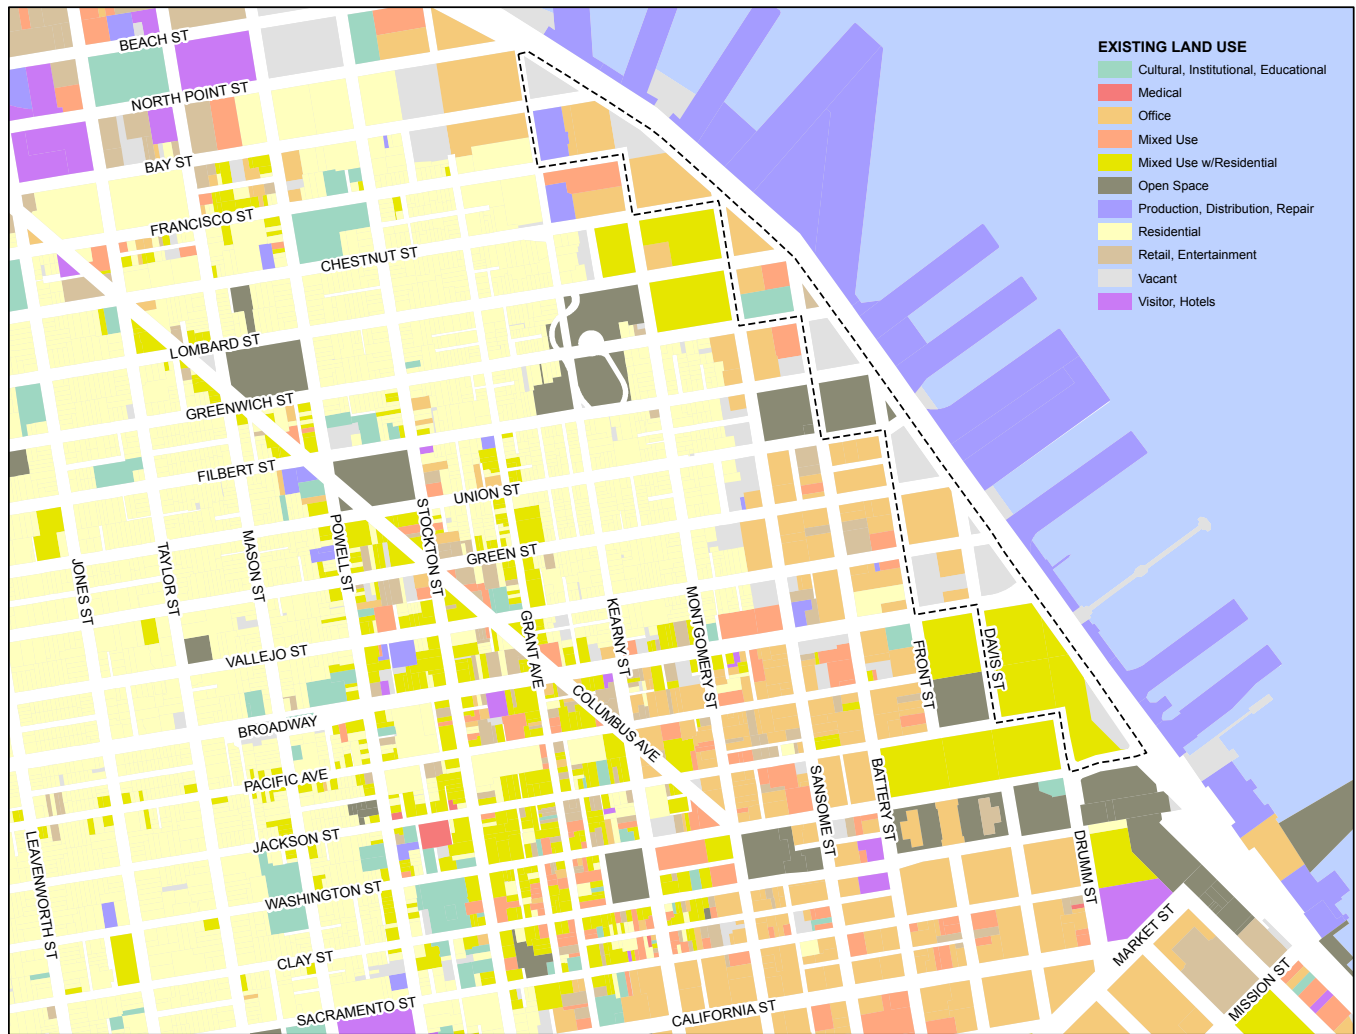 BEACH ST
NORTH POINT ST
BAY ST
FRANCISCO ST
CHESTNUT ST
LOMBARD ST
GREENWICH ST
FILBERT ST
UNION ST
GREEN ST
JONES ST
TAYLOR ST
MASON ST
POWELL ST
STOCKTON ST
GRANT AVE
KEARNY ST
MONTGOMERY ST
VALLEJO ST
BROADWAY
COLUMBUS AVE
FRONT ST
DAVIS ST
PACIFIC AVE
SANSOME ST
BATTERY ST
JACKSON ST
LEAVENWORTH ST
WASHINGTON ST
DRUMM ST
CLAY ST
MARKET ST
SACRAMENTO ST
CALIFORNIA ST
MISSION ST
EXISTING LAND USE
Cultural, Institutional, Educational
Medical
Office
Mixed Use
Mixed Use w/Residential
Open Space
Production, Distribution, Repair
Residential
Retail, Entertainment
Vacant
Visitor, Hotels